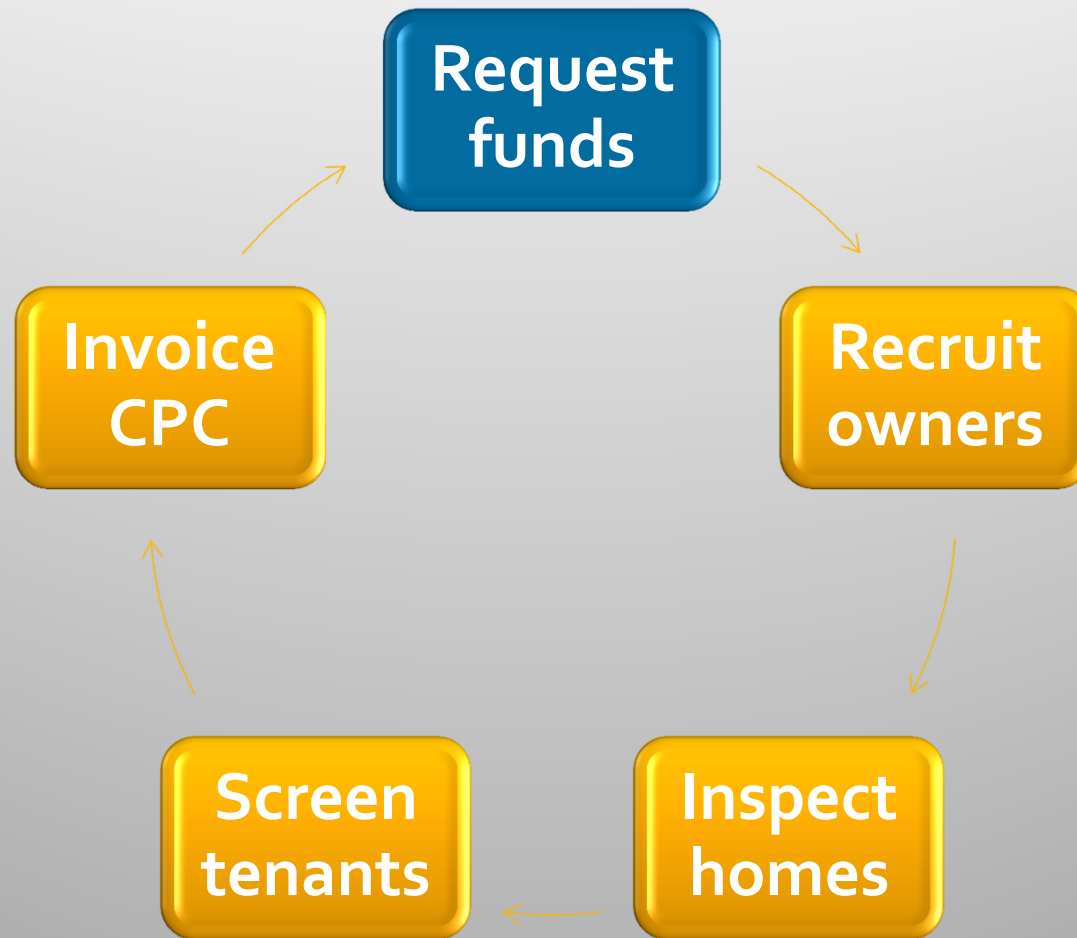 Request
funds
Recruit
owners
Inspect
homes
Screen
tenants
Invoice
CPC